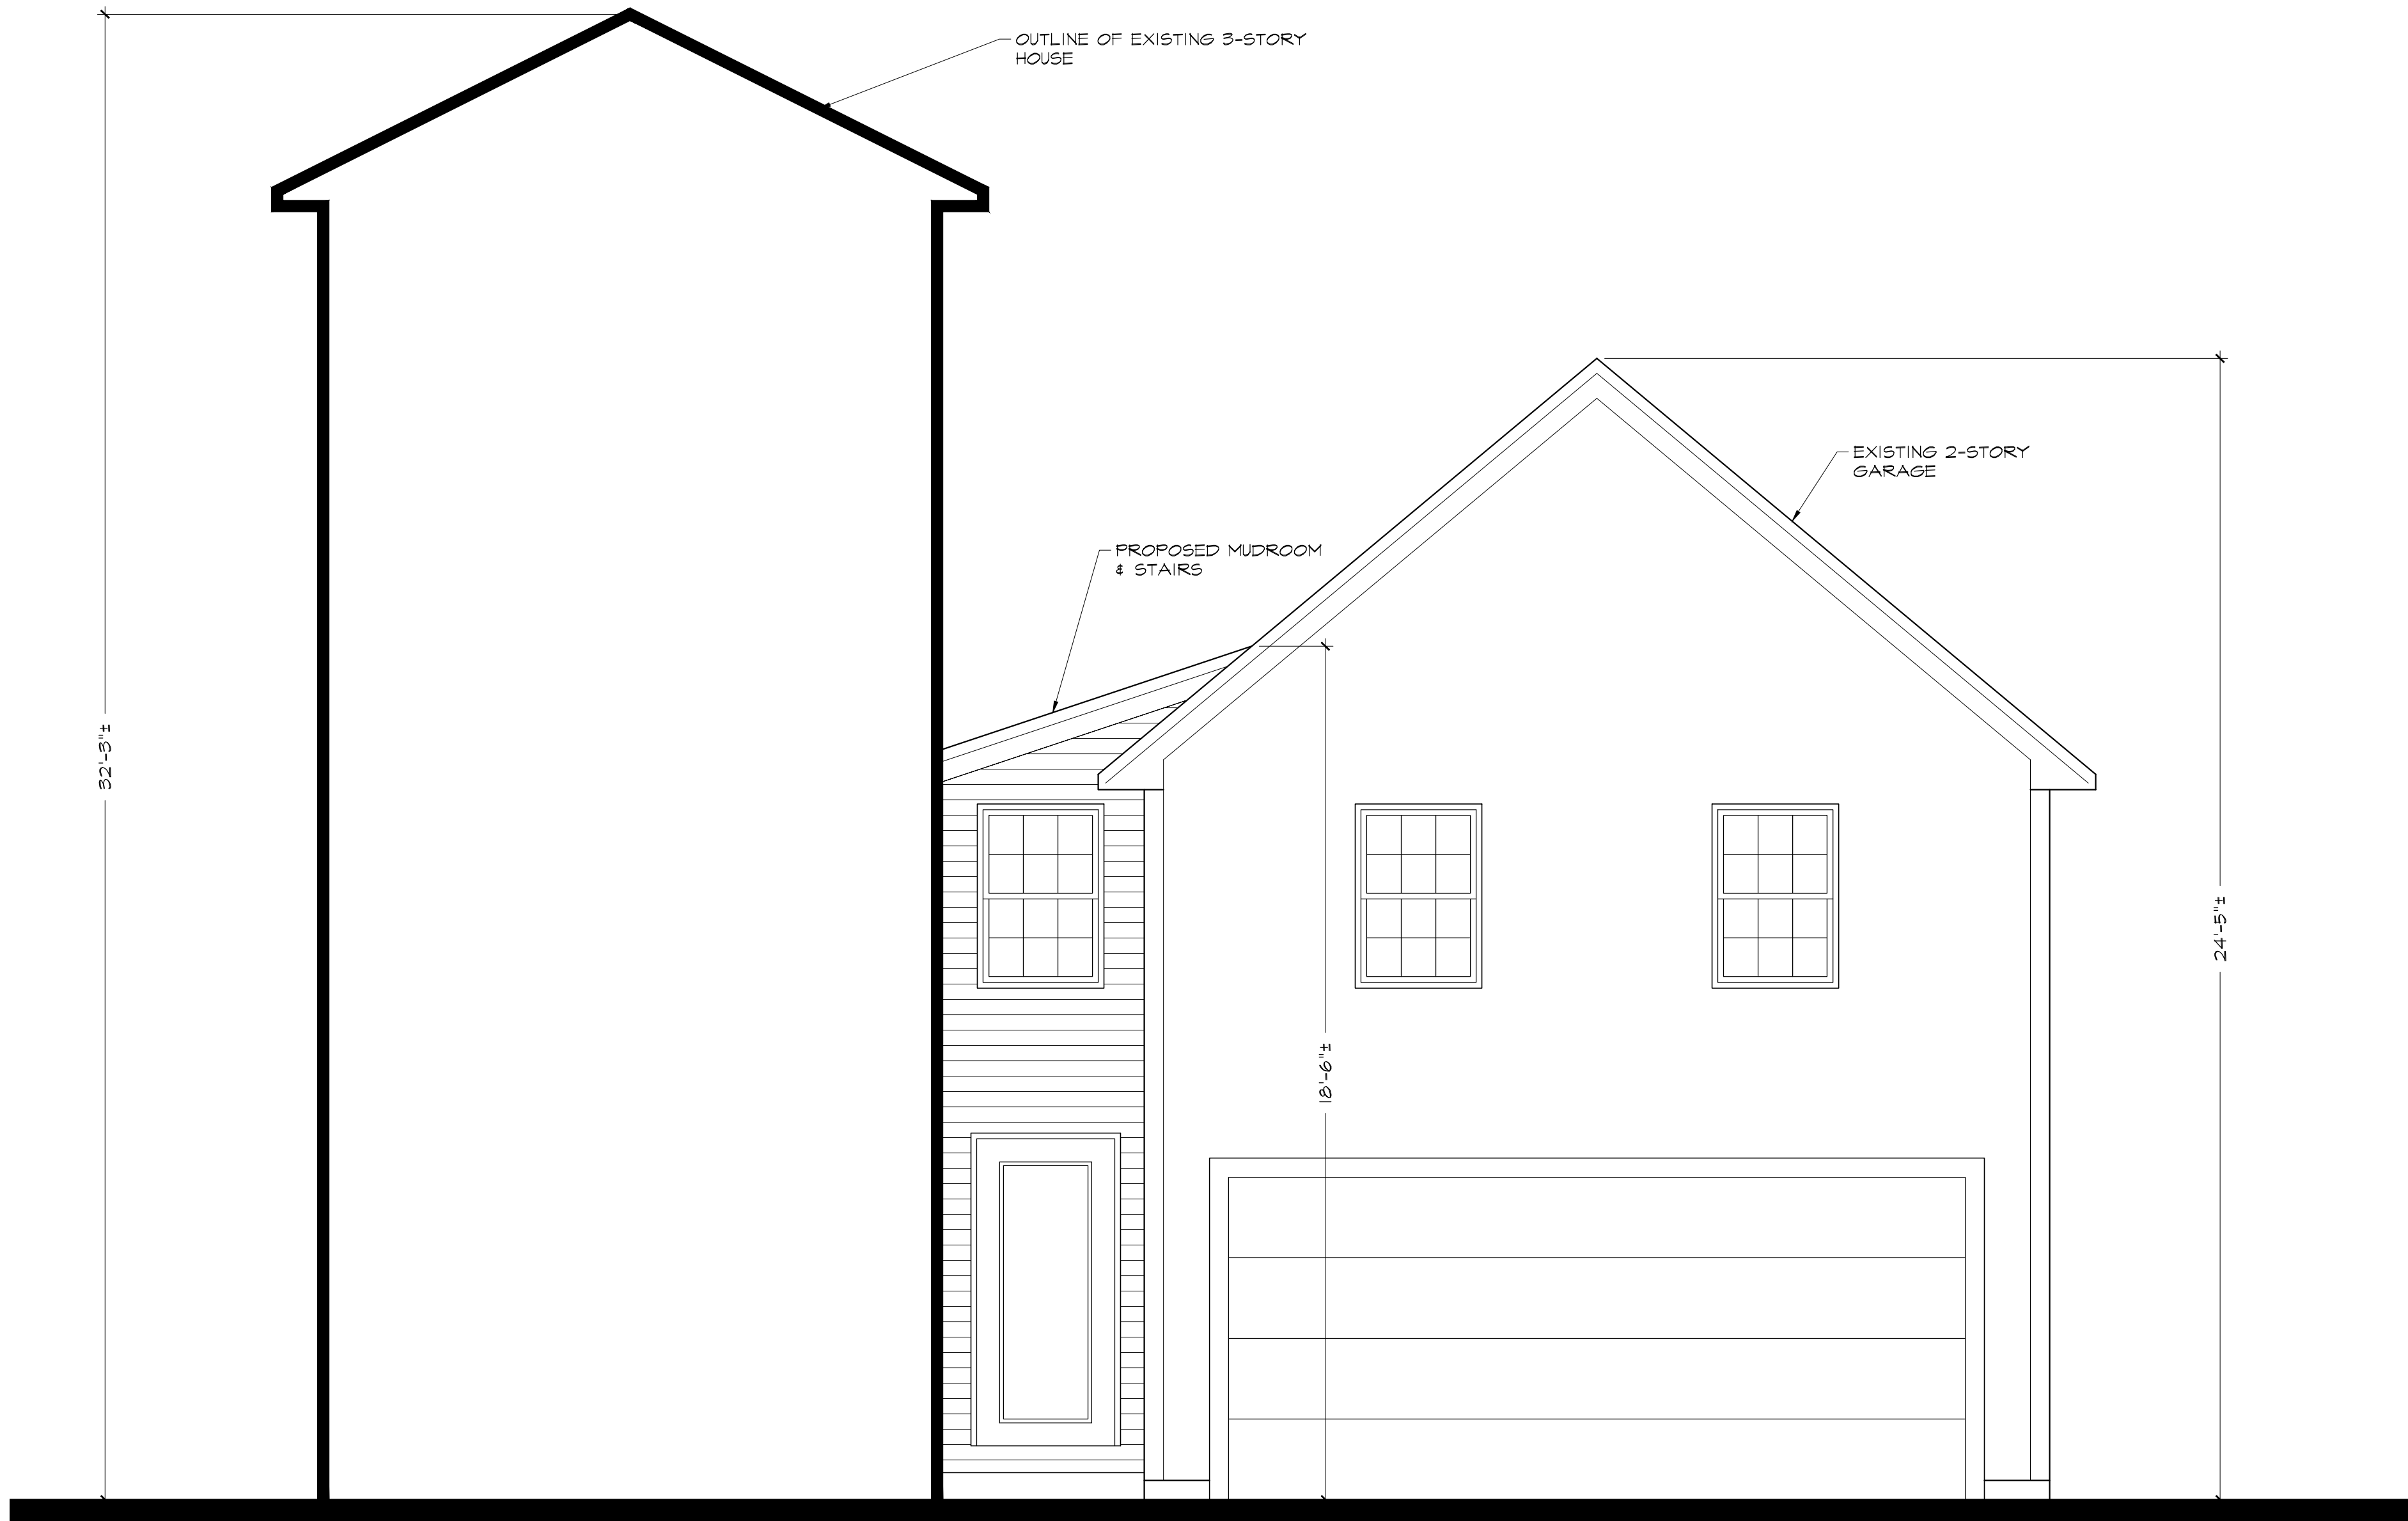 OUTLINE OF EXISTING 3-STORY
HOUSE
EXISTING 2-STORY
GARAGE
PROPOSED MUDROOM
& STAIRS
32'-3"±
24'-5"±
18'-6"±